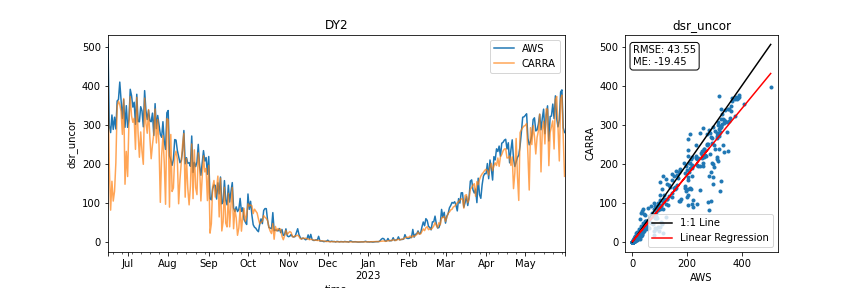 DY2
dsr_uncor
500
400
300
200
100
0
dsr_uncor
AWS
CARRA
Jul Aug Sep Oct Nov Dec Jan Feb Mar Apr May
2023
time
dsr_uncor
RMSE: 43.55
ME: -19.45
500
400
300
200
100
0
CARRA
1:1 Line
Linear Regression
0 200 400
AWS